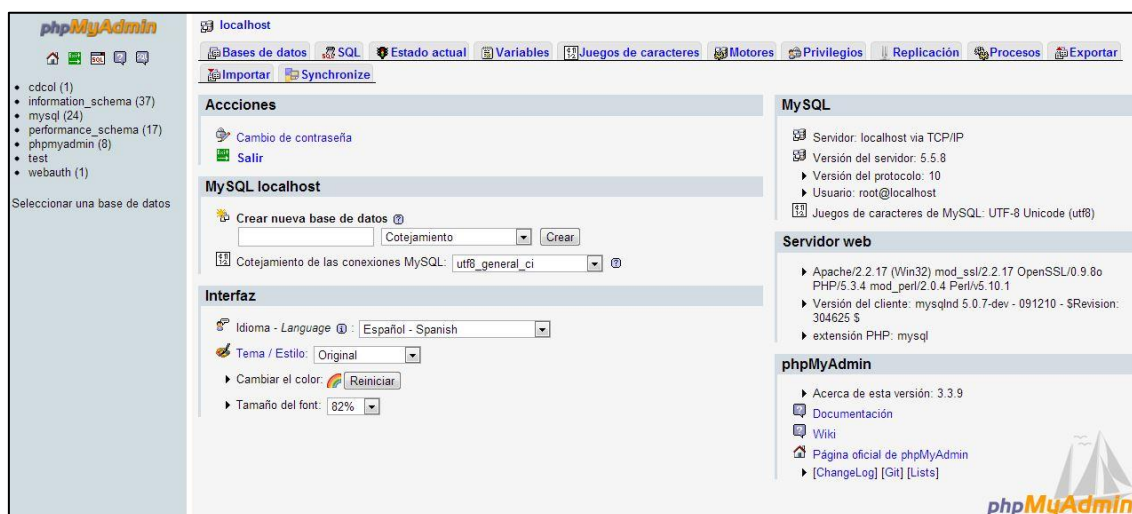 phpMyAdmin
cdcol (1)
information_schema (37)
mysql (24)
performance_schema (17)
phpmyadmin (8)
test
webauth (1)
Seleccionar una base de datos
localhost
Bases de datos SQL Estado actual Variables Juegos de caracteres Motores Privilegios Replicación Procesos Exportar
Importar Synchronize
Accciones
Cambio de contraseña
Salir
MySQL localhost
Crear nueva base de datos
Cotejamiento Crear
Cotejamiento de las conexiones MySQL: utf8_general_ci
Interfaz
Idioma - Language : Español - Spanish
Tema / Estilo: Original
Cambiar el color: Reiniciar
Tamaño del font: 82%
MySQL
Servidor: localhost via TCP/IP
Versión del servidor: 5.5.8
Versión del protocolo: 10
Usuario: root@localhost
Juegos de caracteres de MySQL: UTF-8 Unicode (utf8)
Servidor web
Apache/2.2.17 (Win32) mod_ssl/2.2.17 OpenSSL/0.9.8o
PHP/5.3.4 mod_perl/2.0.4 Perl/v5.10.1
Versión del cliente: mysqlnd 5.0.7-dev - 091210 - $Revision:
304625 $
extensión PHP: mysql
phpMyAdmin
Acerca de esta versión: 3.3.9
Documentación
Wiki
Página oficial de phpMyAdmin
[ChangeLog] [Git] [Lists]
phpMyAdmin